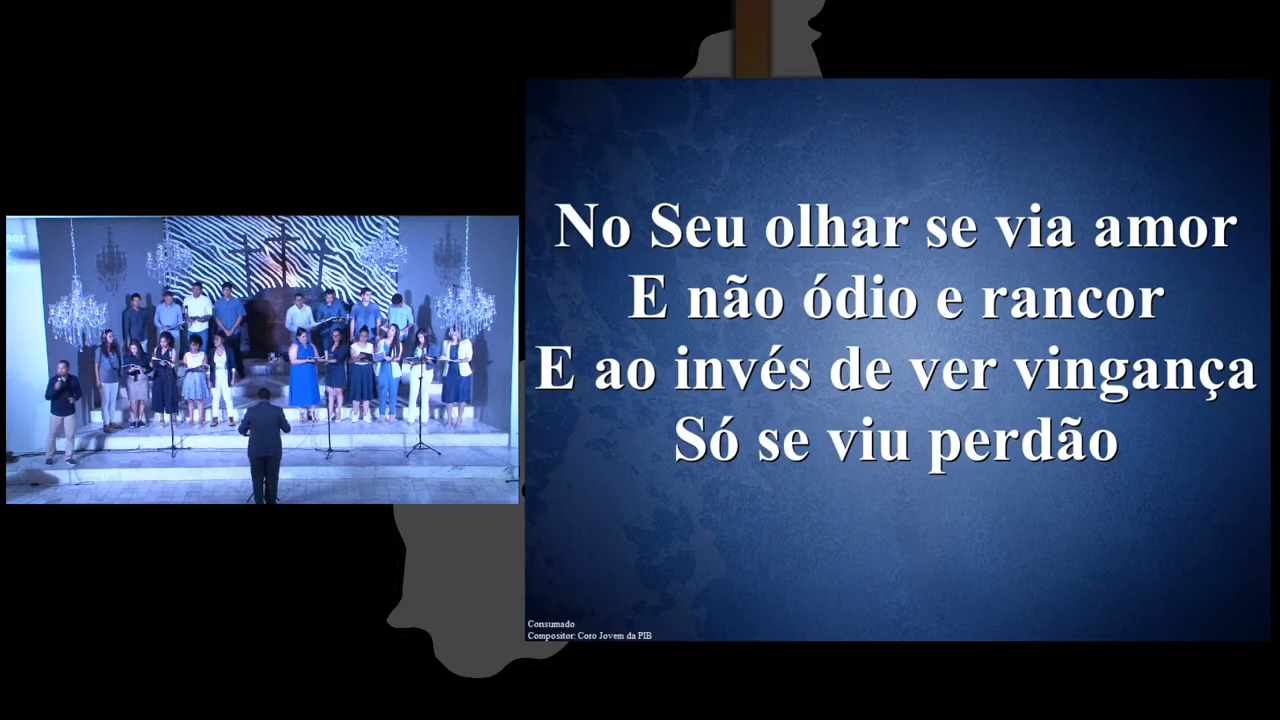 No Seu olhar se via amor
E não ódio e rancor
E ao invés de ver vingança
Só se viu perdão
Consumado
Compositor: Coro Jovem da PIB